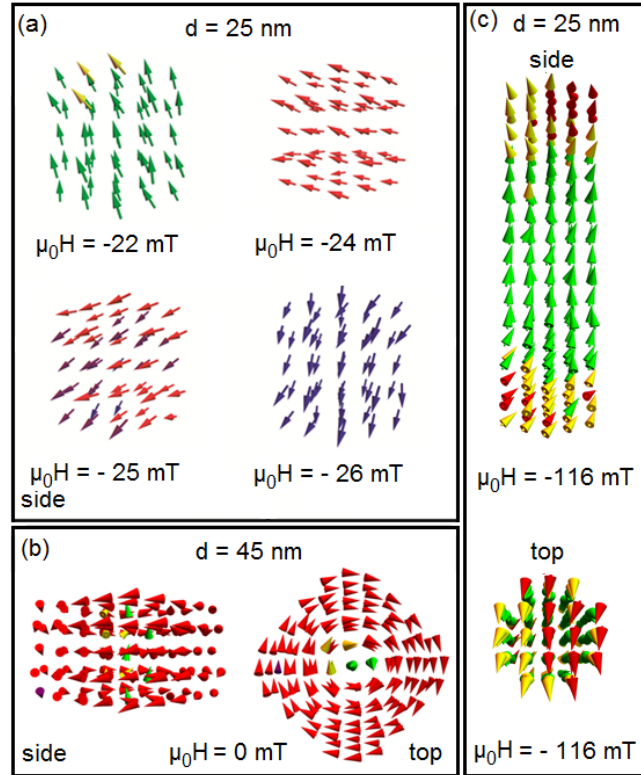 (a)
d = 25 nm
μ₀H = -22 mT
μ₀H = -24 mT
μ₀H = - 25 mT
μ₀H = - 26 mT
side
(b)
d = 45 nm
side
μ₀H = 0 mT
top
(c)
d = 25 nm
side
μ₀H = -116 mT
top
μ₀H = - 116 mT